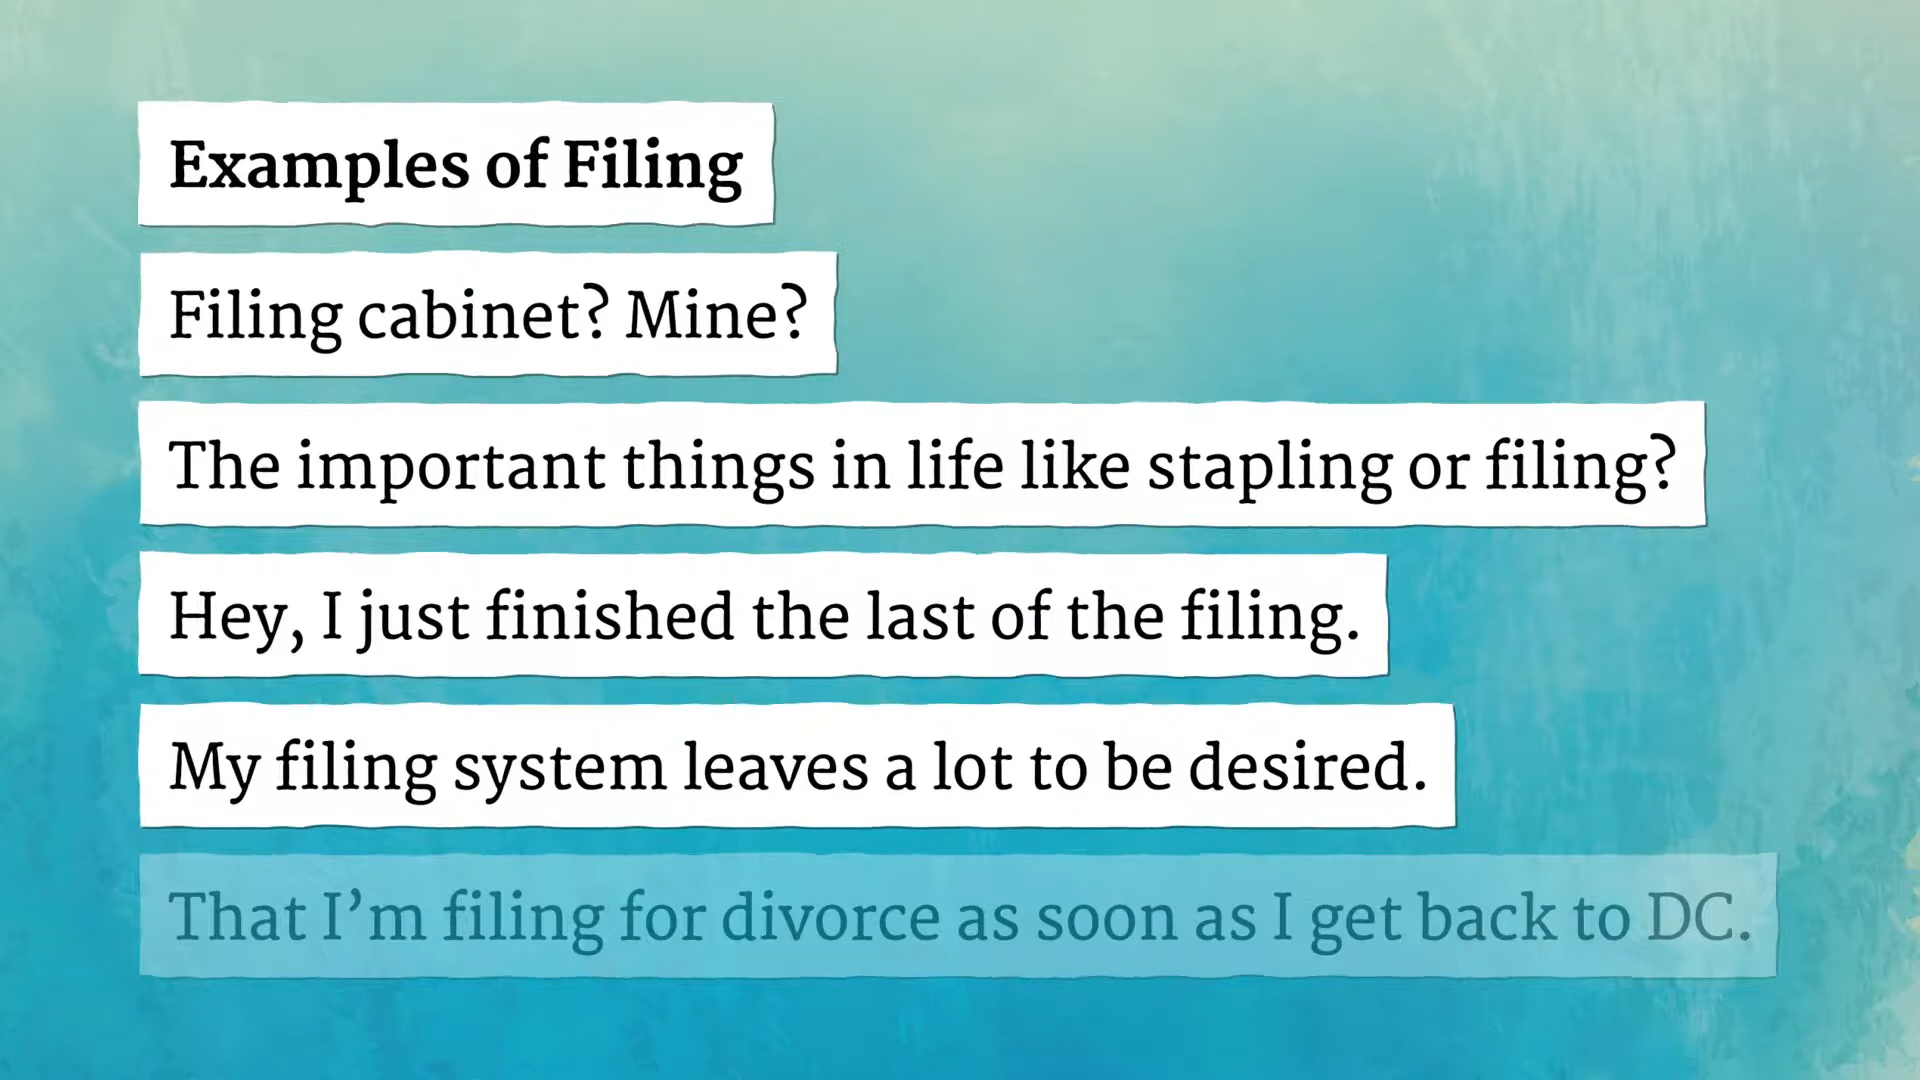 Examples of Filing
Filing cabinet? Mine?
The important things in life like stapling or filing?
Hey, I just finished the last of the filing.
My filing system leaves a lot to be desired.
That I’m filing for divorce as soon as I get back to DC.